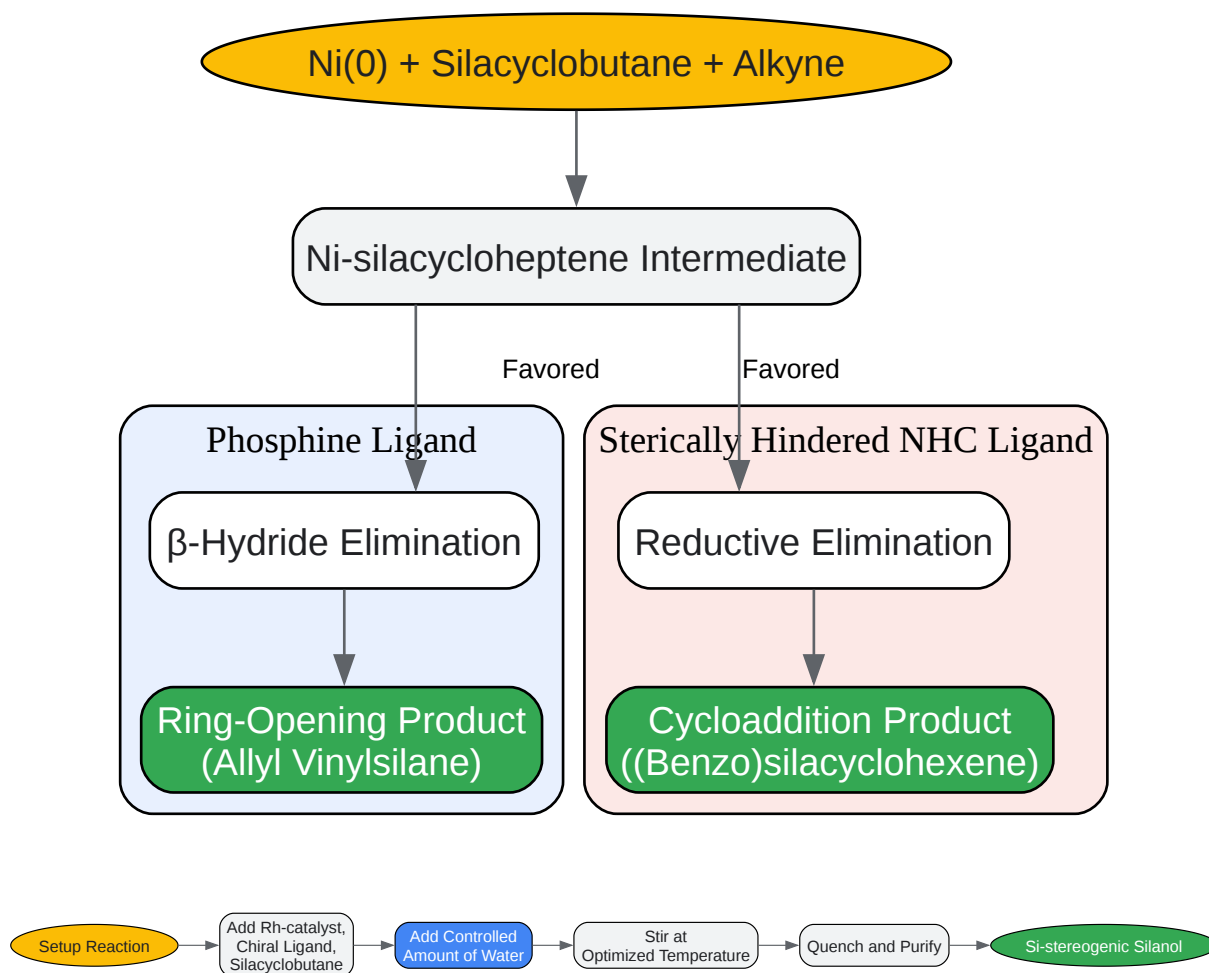 Ni(0) + Silacyclobutane + Alkyne
Ni-silacycloheptene Intermediate
Favored
Favored
Phosphine Ligand
Sterically Hindered NHC Ligand
β-Hydride Elimination
Reductive Elimination
Ring-Opening Product
(Allyl Vinylsilane)
Cycloaddition Product
((Benzo)silacyclohexene)
Setup Reaction
Add Rh-catalyst,
Chiral Ligand,
Silacyclobutane
Add Controlled
Amount of Water
Stir at
Optimized Temperature
Quench and Purify
Si-stereogenic Silanol